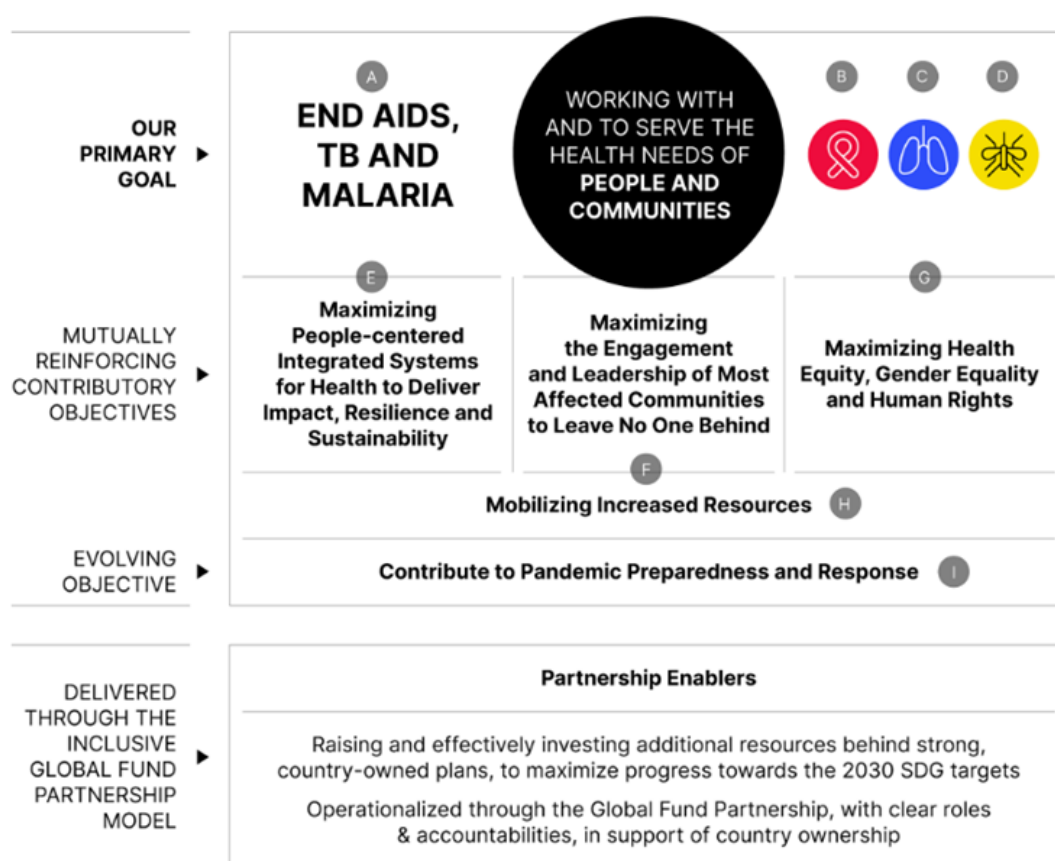 OUR
PRIMARY
GOAL
A
END AIDS,
TB AND
MALARIA
WORKING WITH
AND TO SERVE THE
HEALTH NEEDS OF
PEOPLE AND
COMMUNITIES
B
C
D
MUTUALLY
REINFORCING
CONTRIBUTORY
OBJECTIVES
E
Maximizing
People-centered
Integrated Systems
for Health to Deliver
Impact, Resilience and
Sustainability
Maximizing
the Engagement
and Leadership of Most
Affected Communities
to Leave No One Behind
F
G
Maximizing Health
Equity, Gender Equality
and Human Rights
Mobilizing Increased Resources H
EVOLVING
OBJECTIVE
Contribute to Pandemic Preparedness and Response I
DELIVERED
THROUGH THE
INCLUSIVE
GLOBAL FUND
PARTNERSHIP
MODEL
Partnership Enablers
Raising and effectively investing additional resources behind strong,
country-owned plans, to maximize progress towards the 2030 SDG targets
Operationalized through the Global Fund Partnership, with clear roles
& accountabilities, in support of country ownership